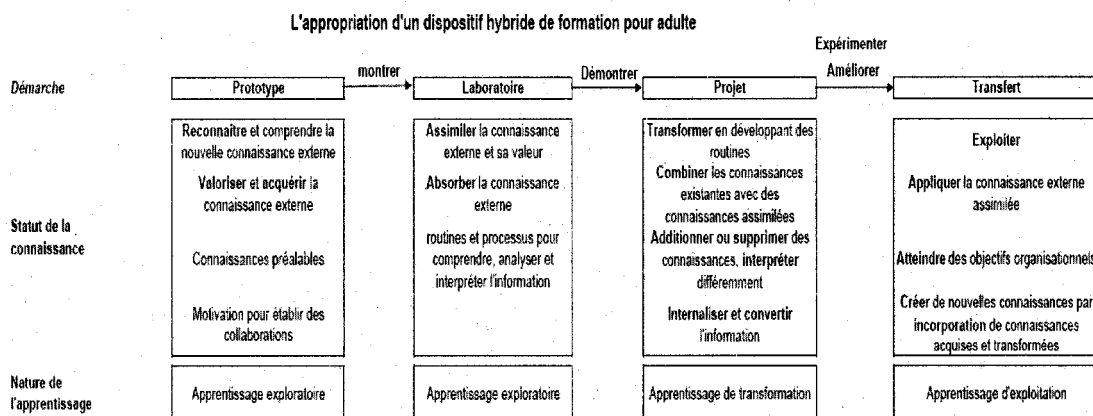 L'appropriation d'un dispositif hybride de formation pour adulte
Expérimenter
montrer
Démontrer
Améliorer
Démarche
Prototype
Laboratoire
Projet
Transfert
Statut de la
connaissance
Reconnaître et comprendre la
nouvelle connaissance externe
Valoriser et acquérir la
connaissance externe
Connaissances préalables
Motivation pour établir des
collaborations
Assimiler la connaissance
externe et sa valeur
Absorber la connaissance
externe
routines et processus pour
comprendre, analyser et
interpréter l'information
Transformer en développant des
routines
Combiner les connaissances
existantes avec des
connaissances assimilées
Additionner ou supprimer des
connaissances, interpréter
différemment
Internaliser et convertir
l'information
Exploiter
Appliquer la connaissance externe
assimilée
Atteindre des objectifs organisationnels
Créer de nouvelles connaissances par
incorporation de connaissances
acquises et transformées
Nature de
l'apprentissage
Apprentissage exploratoire
Apprentissage exploratoire
Apprentissage de transformation
Apprentissage d'exploitation